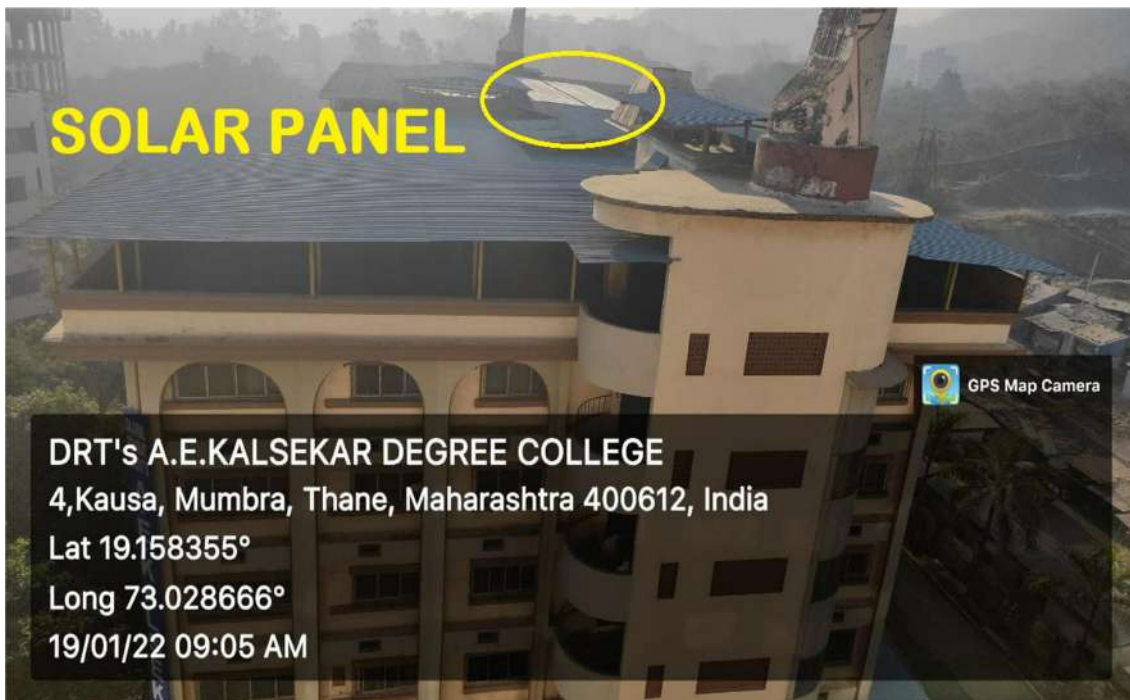 SOLAR PANEL
GPS Map Camera
DRT's A.E.KALSEKAR DEGREE COLLEGE
4,Kausa, Mumbra, Thane, Maharashtra 400612, India
Lat 19.158355°
Long 73.028666°
19/01/22 09:05 AM